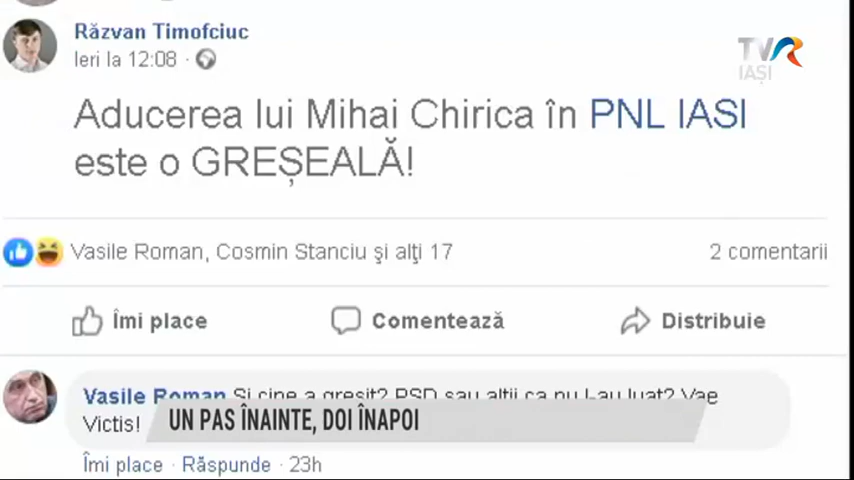 Răzvan Timofciuc
Ieri la 12:08 ·
TVR
IAȘI
Aducerea lui Mihai Chirica în PNL IASI
este o GREȘEALĂ!
Vasile Roman, Cosmin Stanciu şi alţi 17
2 comentarii
Îmi place
Comentează
Distribuie
Vasile Roman Si cine a gresit? PSD sau altii ca nu l-au luat? Vae
Victis!
UN PAS ÎNAINTE, DOI ÎNAPOI
Îmi place · Răspunde · 23h